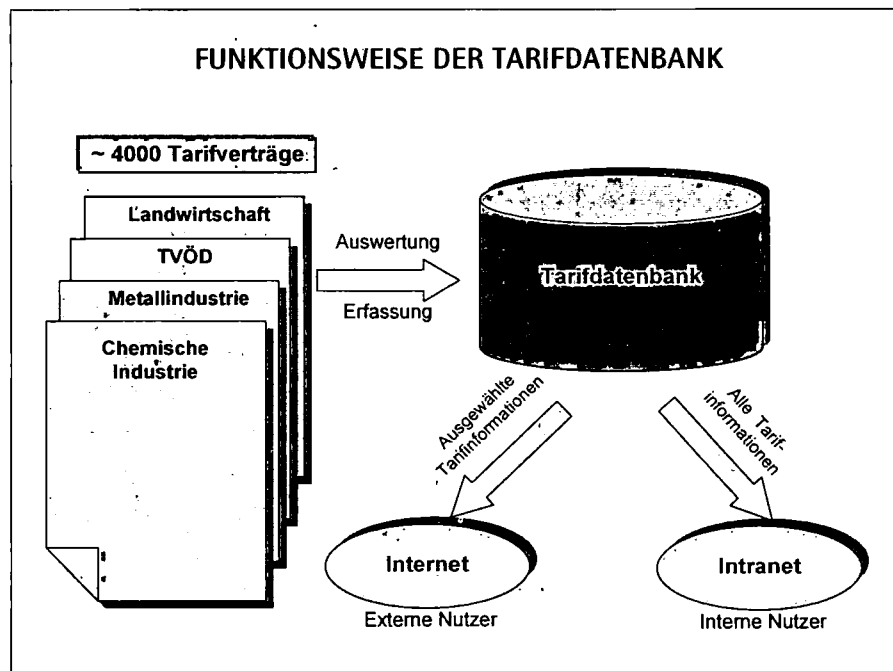 FUNKTIONSWEISE DER TARIFDATENBANK
~ 4000 Tarifverträge
Landwirtschaft
TVÖD
Metallindustrie
Chemische
Industrie
Auswertung
Erfassung
Tarifdatenbank
Ausgewählte
Tarifinformationen
Alle Tarif-
informationen
Internet
Externe Nutzer
Intranet
Interne Nutzer